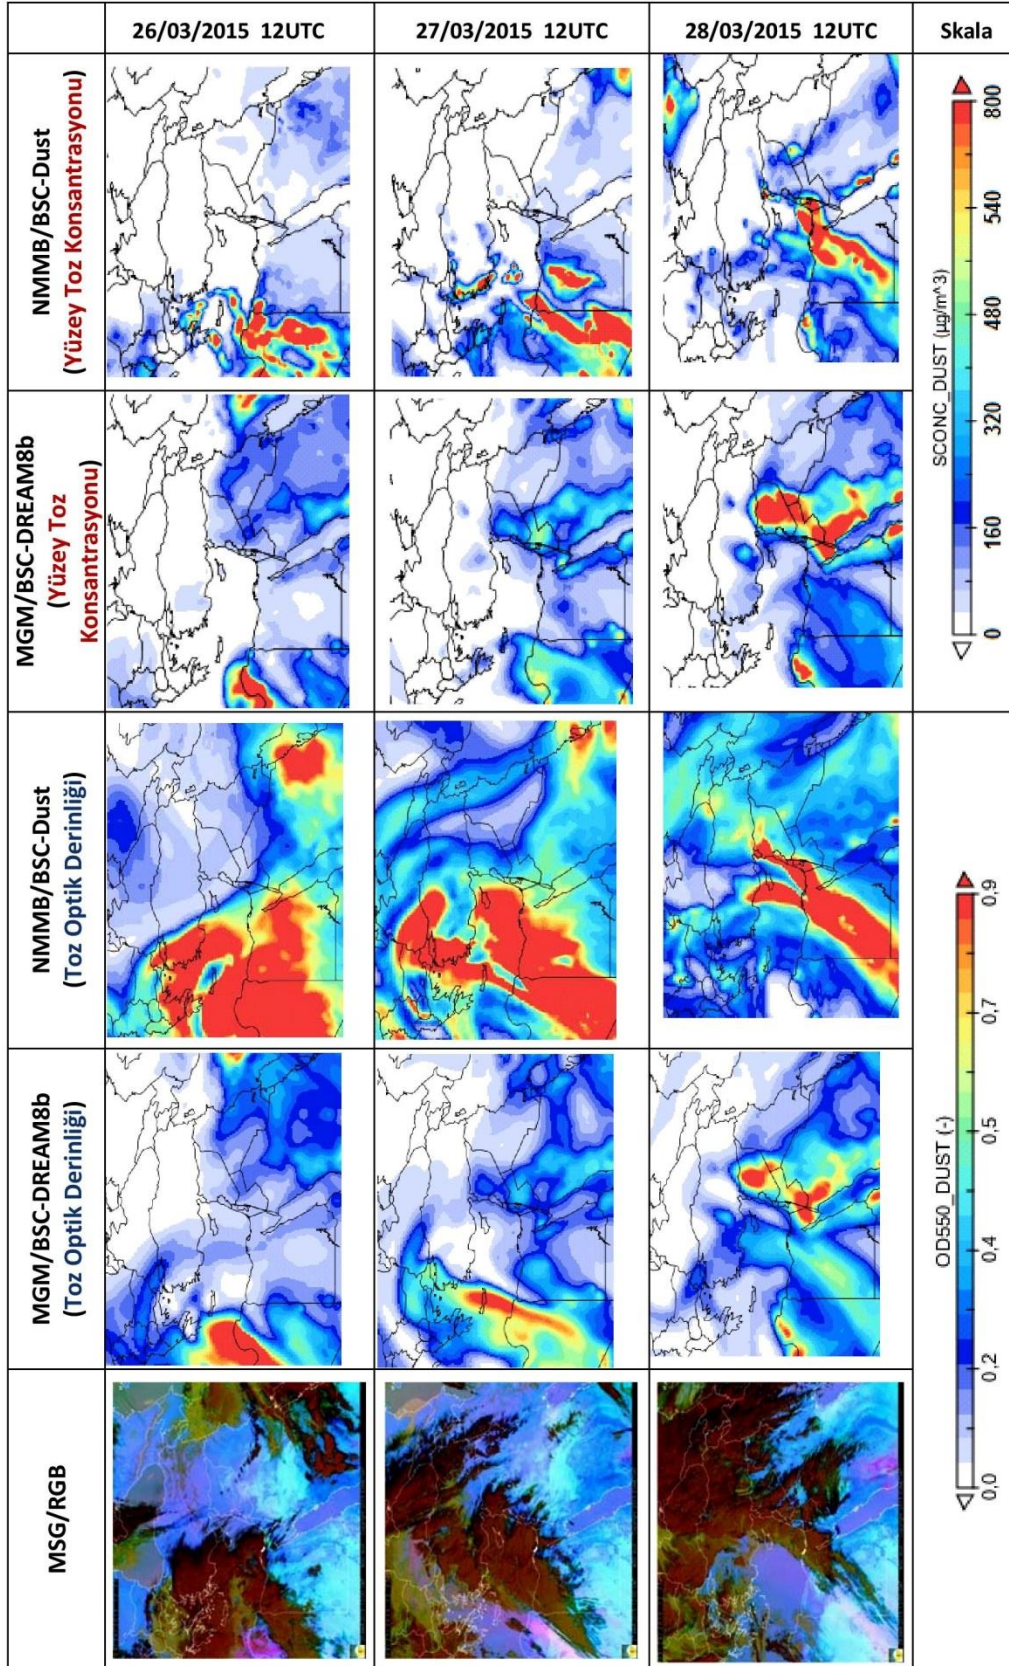 26/03/2015 12UTC
27/03/2015 12UTC
28/03/2015 12UTC
Skala
NMMB/BSC-Dust
(Yüzey Toz Konsantrasyonu)
MGM/BSC-DREAM8b
(Yüzey Toz
Konsantrasyonu)
NMMB/BSC-Dust
(Toz Optik Derinliği)
MGM/BSC-DREAM8b
(Toz Optik Derinliği)
MSG/RGB
0 160 320 480 540 800
SCONC_DUST (µg/m^3)
0,0 0,2 0,4 0,5 0,7 0,9
OD550_DUST (-)